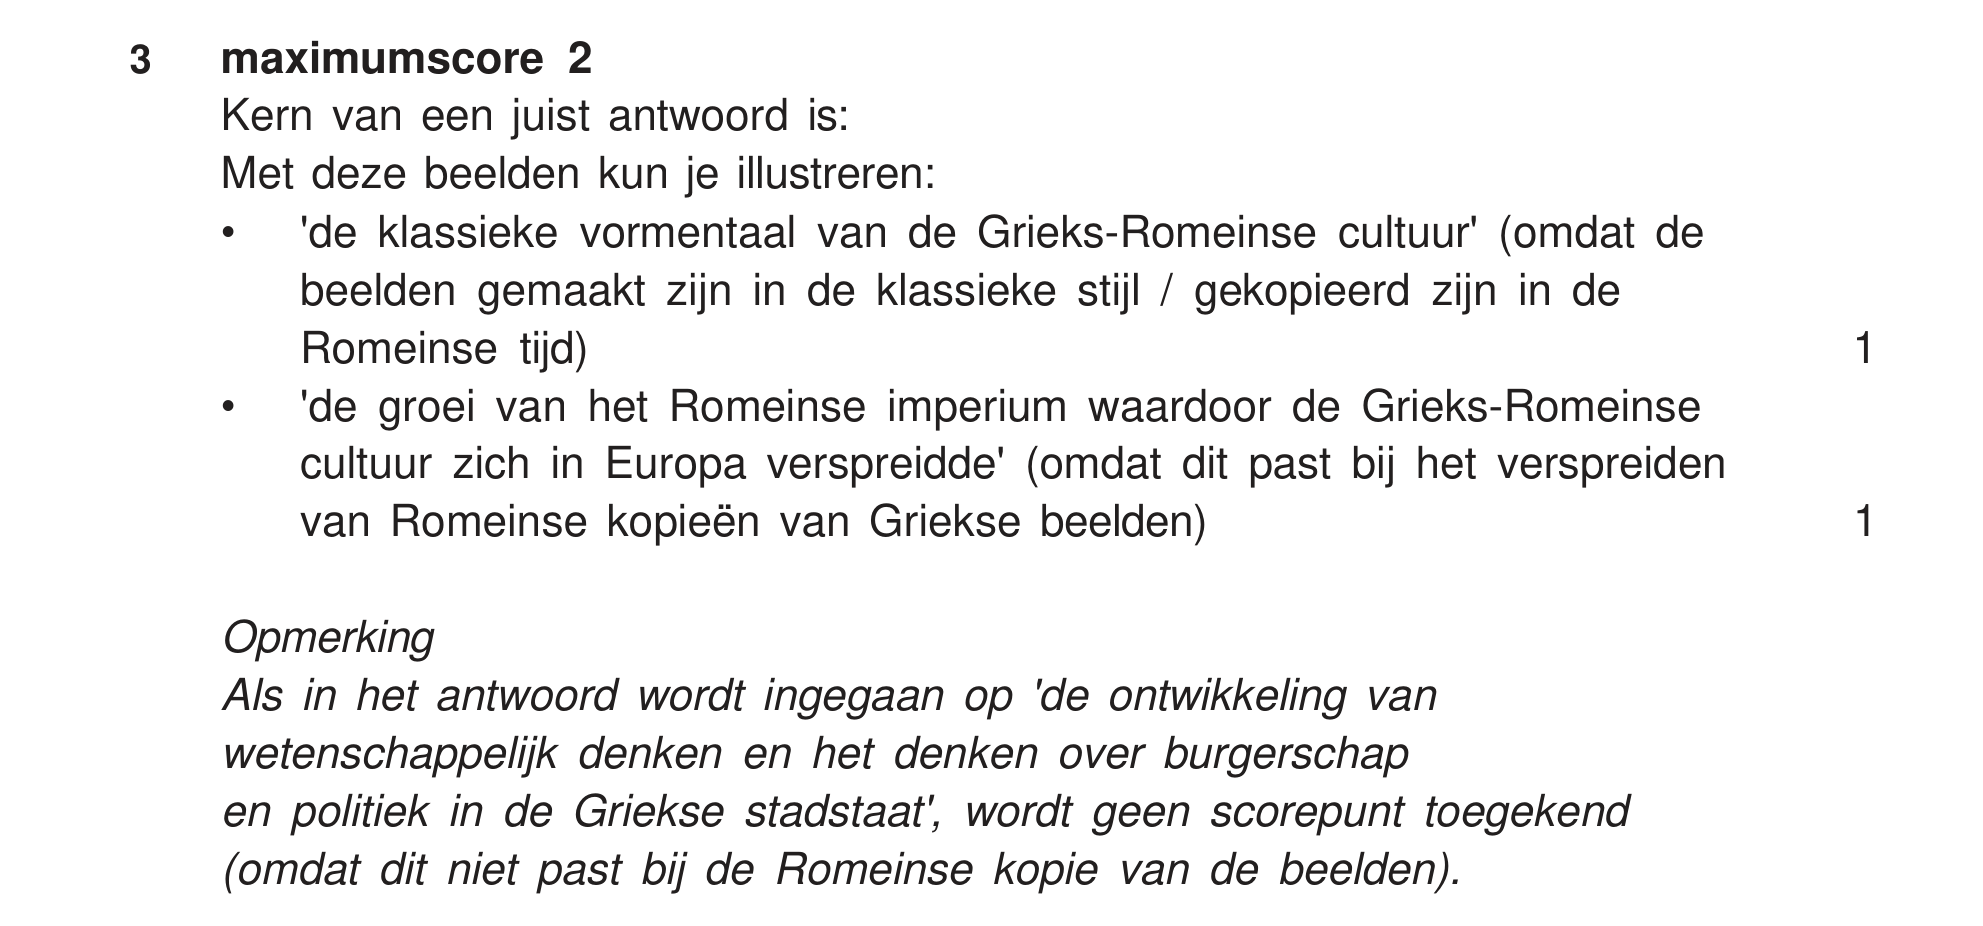 3 maximumscore 2
Kern van een juist antwoord is:
Met deze beelden kun je illustreren:
• 'de klassieke vormentaal van de Grieks-Romeinse cultuur' (omdat de
beelden gemaakt zijn in de klassieke stijl / gekopieerd zijn in de
Romeinse tijd) 1
• 'de groei van het Romeinse imperium waardoor de Grieks-Romeinse
cultuur zich in Europa verspreidde' (omdat dit past bij het verspreiden
van Romeinse kopieën van Griekse beelden) 1
Opmerking
Als in het antwoord wordt ingegaan op 'de ontwikkeling van
wetenschappelijk denken en het denken over burgerschap
en politiek in de Griekse stadstaat', wordt geen scorepunt toegekend
(omdat dit niet past bij de Romeinse kopie van de beelden).